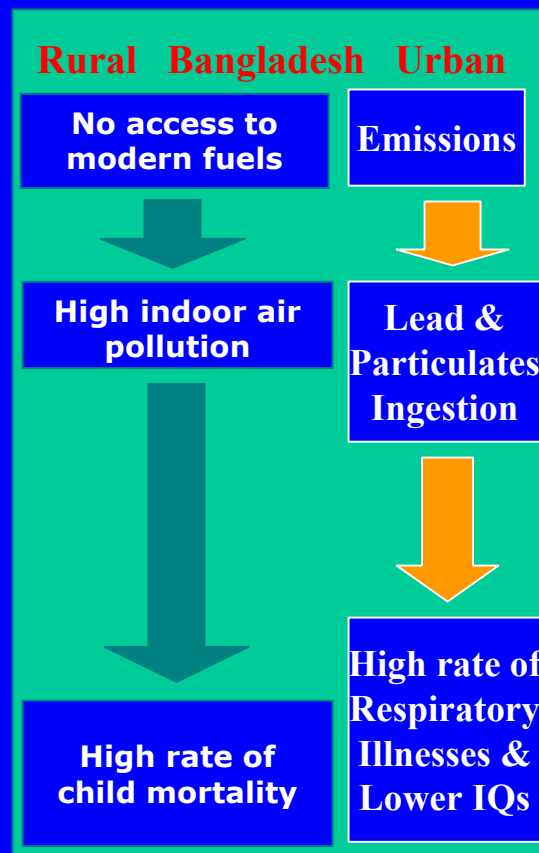 Rural Bangladesh Urban
No access to
modern fuels
Emissions
High indoor air
pollution
Lead &
Particulates
Ingestion
High rate of
child mortality
High rate of
Respiratory
Illnesses &
Lower IQs